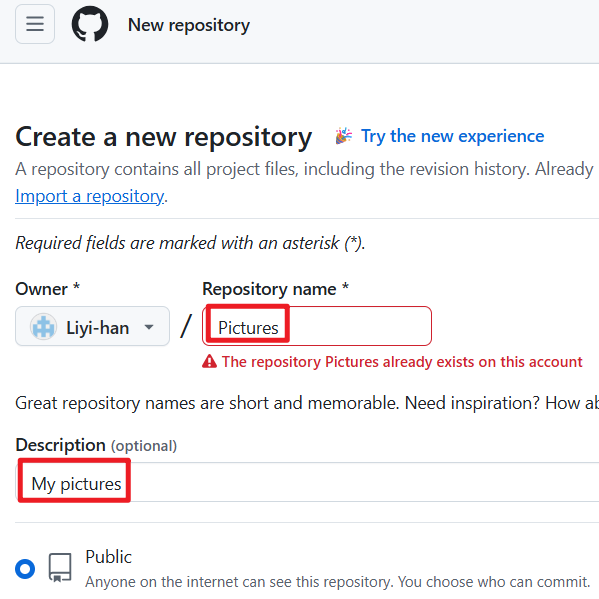 New repository
Create a new repository
Try the new experience
A repository contains all project files, including the revision history. Already
Import a repository.
Required fields are marked with an asterisk (*).
Owner *
Repository name *
Liyi-han
/
Pictures
The repository Pictures already exists on this account
Great repository names are short and memorable. Need inspiration? How
Description (optional)
My pictures
Public
Anyone on the internet can see this repository. You choose who can commit.